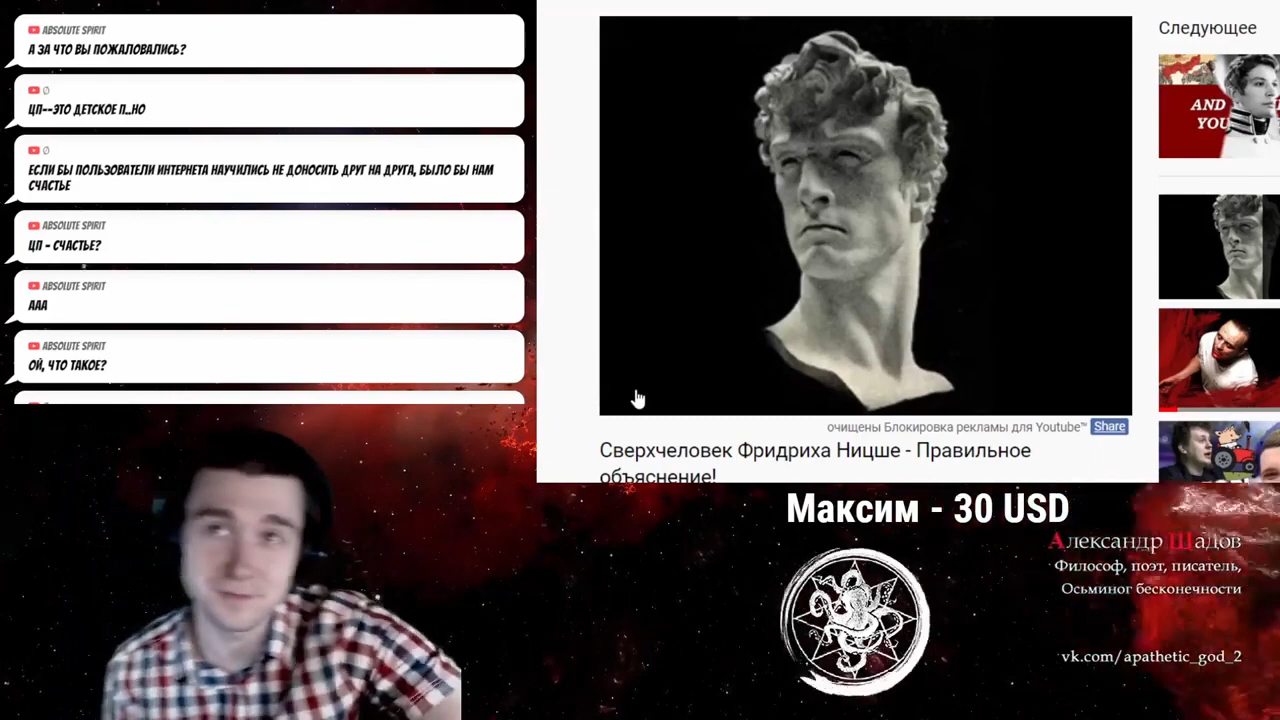 ABSOLUTE SPIRIT
А ЗА ЧТО ВЫ ПОЖАЛОВАЛИСЬ?
Ø
ЦП--ЭТО ДЕТСКОЕ П..НО
Ø
ЕСЛИ БЫ ПОЛЬЗОВАТЕЛИ ИНТЕРНЕТА НАУЧИЛИСЬ НЕ ДОНОСИТЬ ДРУГ НА ДРУГА, БЫЛО БЫ НАМ
СЧАСТЬЕ
ABSOLUTE SPIRIT
ЦП - СЧАСТЬЕ?
ABSOLUTE SPIRIT
ААА
ABSOLUTE SPIRIT
ОЙ, ЧТО ТАКОЕ?
Следующее
AND
YOU
очищены Блокировка рекламы для Youtube™ Share
Сверхчеловек Фридриха Ницше - Правильное
объяснение!
Максим - 30 USD
Александр Шадов
Философ, поэт, писатель,
Осьминог бесконечности
vk.com/apathetic_god_2